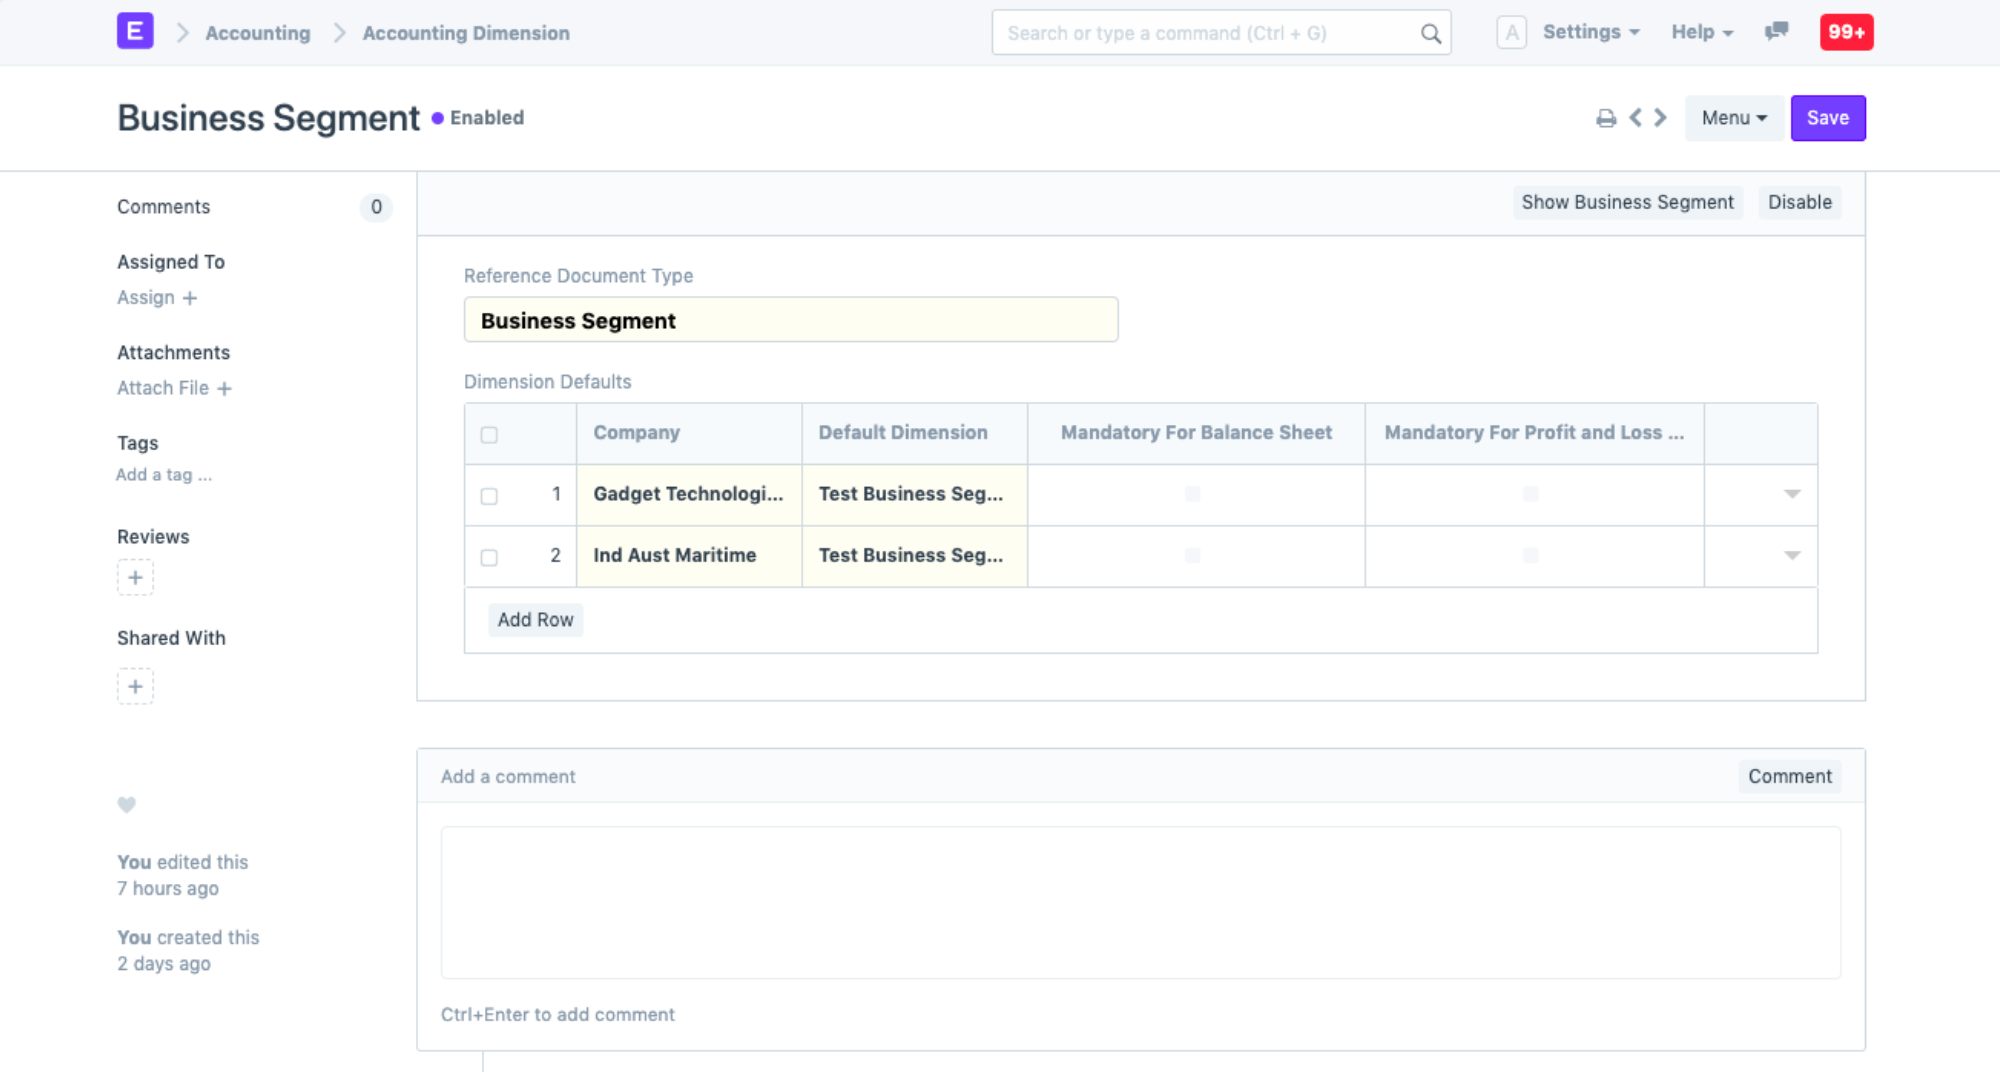 E Accounting Accounting Dimension Search or type a command (Ctrl + G) A Settings Help 99+
Business Segment Enabled Menu Save
Comments 0
Assigned To
Assign +
Attachments
Attach File +
Tags
Add a tag ...
Reviews
+
Shared With
+
You edited this
7 hours ago
You created this
2 days ago
Show Business Segment Disable
Reference Document Type
Business Segment
Dimension Defaults
Company Default Dimension Mandatory For Balance Sheet Mandatory For Profit and Loss ...
1 Gadget Technologi... Test Business Seg...
2 Ind Aust Maritime Test Business Seg...
Add Row
Add a comment Comment
Ctrl+Enter to add comment